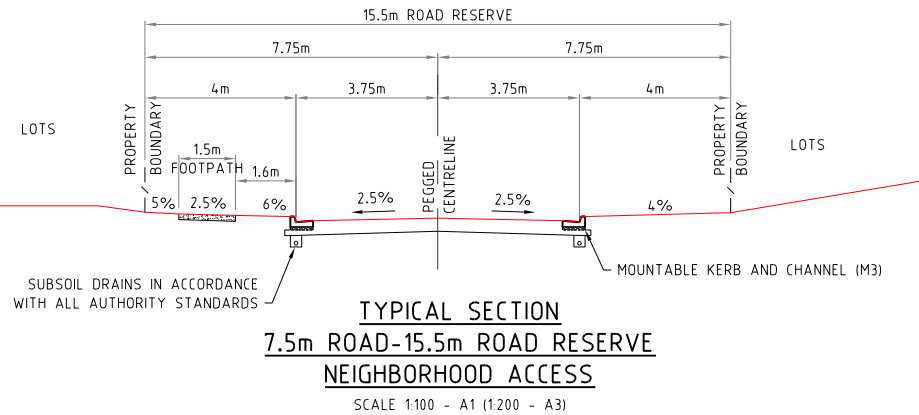 15.5m ROAD RESERVE
7.75m
7.75m
4m
3.75m
3.75m
4m
LOTS
PROPERTY
BOUNDARY
1.5m
FOOTPATH
1.6m
PEGGED
CENTRELINE
PROPERTY
BOUNDARY
LOTS
5%
2.5%
6%
2.5%
2.5%
4%
SUBSOIL DRAINS IN ACCORDANCE
WITH ALL AUTHORITY STANDARDS
MOUNTABLE KERB AND CHANNEL (M3)
TYPICAL SECTION
7.5m ROAD-15.5m ROAD RESERVE
NEIGHBORHOOD ACCESS
SCALE 1:100 - A1 (1:200 - A3)